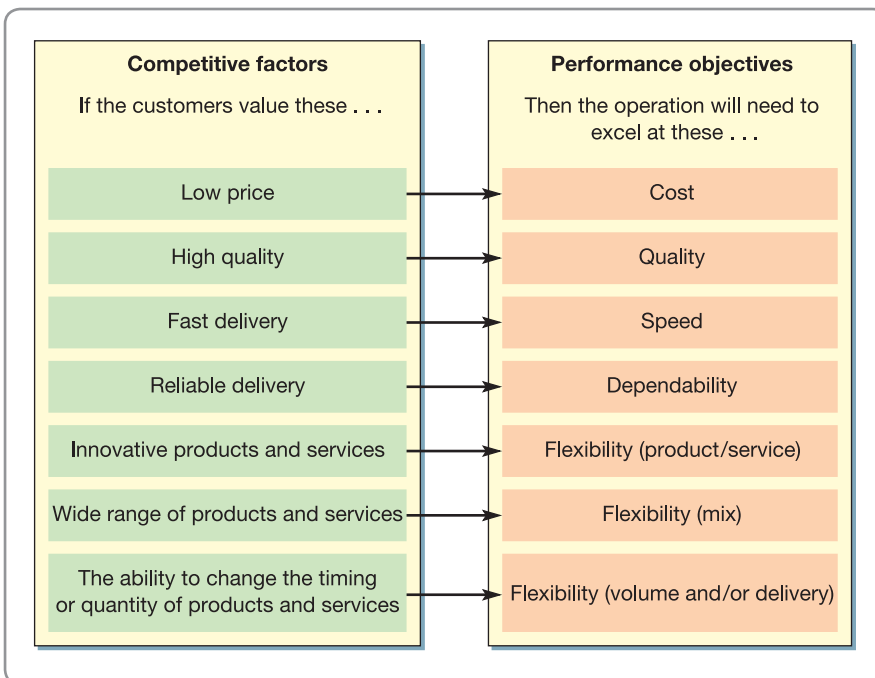 Competitive factors
If the customers value these . . .
Low price
High quality
Fast delivery
Reliable delivery
Innovative products and services
Wide range of products and services
The ability to change the timing
or quantity of products and services
Performance objectives
Then the operation will need to
excel at these . . .
Cost
Quality
Speed
Dependability
Flexibility (product/service)
Flexibility (mix)
Flexibility (volume and/or delivery)